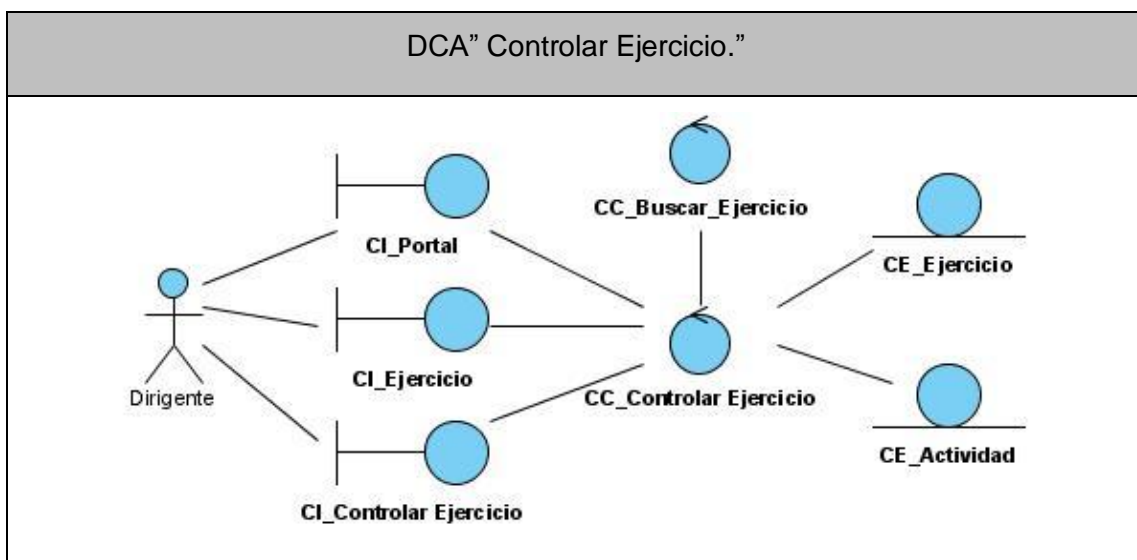 DCA” Controlar Ejercicio.”
CC_Buscar_Ejercicio
CI_Portal
CE_Ejercicio
CI_Ejercicio
Dirigente
CC_Controlar Ejercicio
CE_Actividad
CI_Controlar Ejercicio